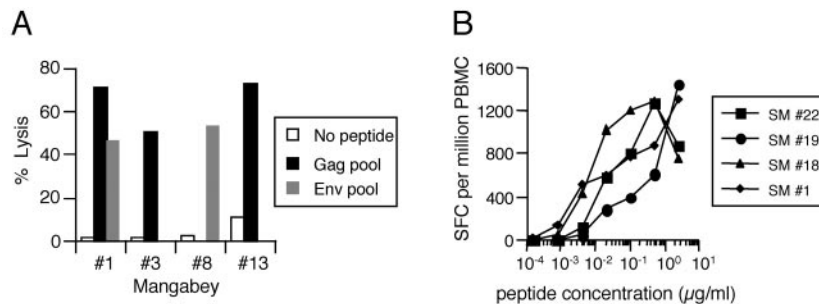 A
% Lysis
80
60
40
20
0
#1 #3 #8 #13
Mangabey
No peptide
Gag pool
Env pool
B
SFC per million PBMC
1600
1200
800
400
0
10⁻⁴ 10⁻³ 10⁻² 10⁻¹ 10⁰ 10¹
peptide concentration (µg/ml)
SM #22
SM #19
SM #18
SM #1